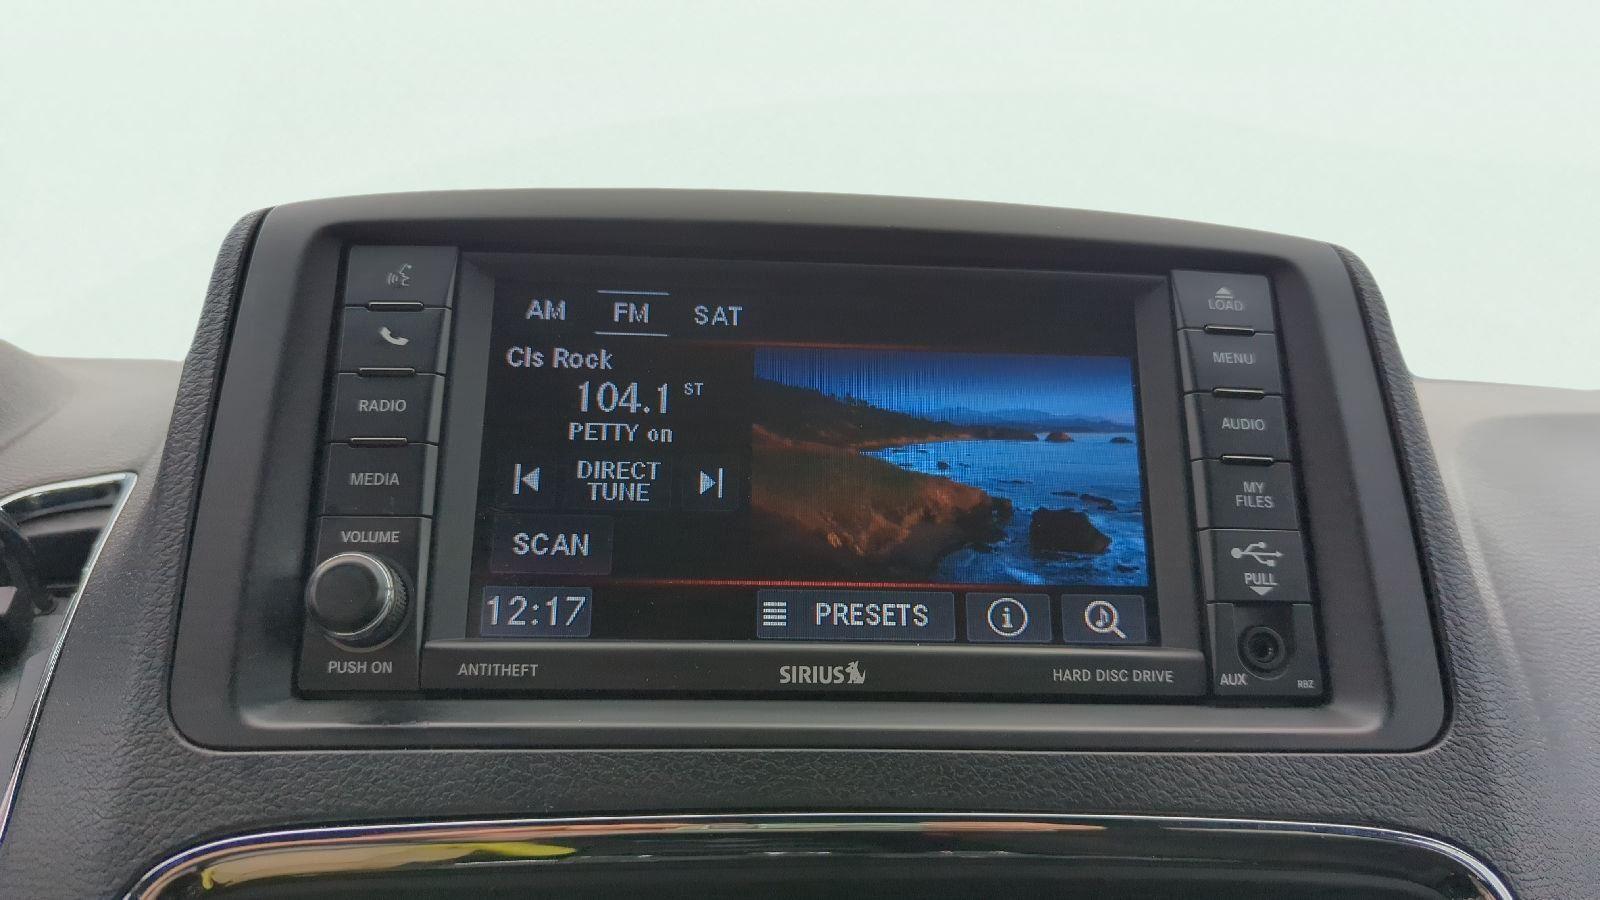 AM FM SAT
Cls Rock
104.1 ST
PETTY on
DIRECT
TUNE
SCAN
12:17
PRESETS
i
RADIO
MEDIA
VOLUME
PUSH ON
LOAD
MENU
AUDIO
MY
FILES
PULL
AUX
RBZ
ANTITHEFT
SIRIUS
HARD DISC DRIVE